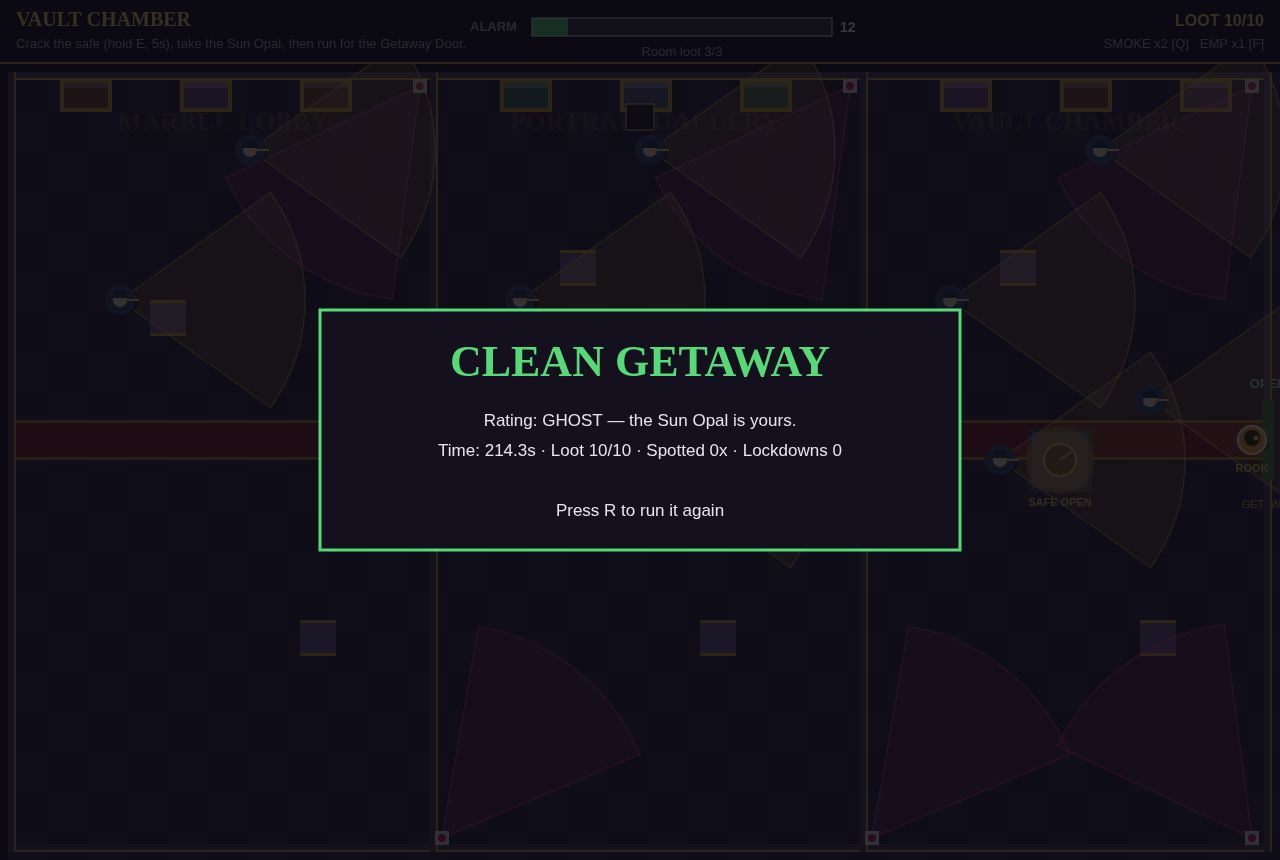 VAULT CHAMBER
Crack the safe (hold E, 5s), take the Sun Opal, then run for the Getaway Door.
ALARM
12
Room loot 3/3
LOOT 10/10
SMOKE x2 [Q] EMP x1 [F]
MARBLE LOBBY
GALLERY
VAULT CHAMBER
ROOK
SAFE OPEN
CLEAN GETAWAY
Rating: GHOST — the Sun Opal is yours.
Time: 214.3s · Loot 10/10 · Spotted 0x · Lockdowns 0
Press R to run it again